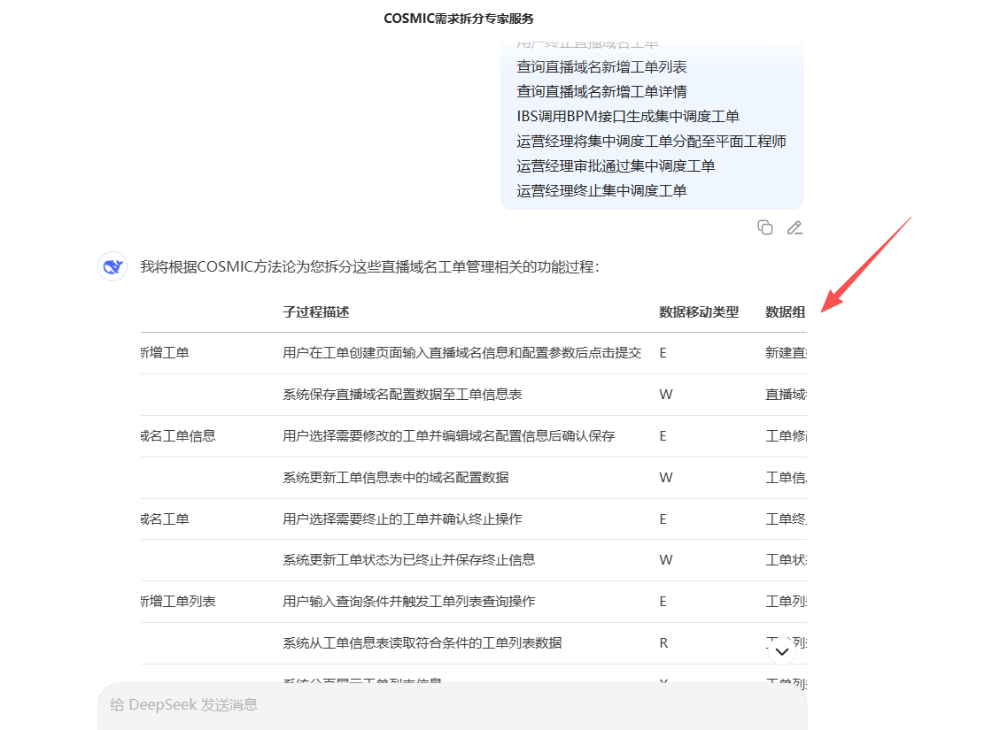 COSMIC需求拆分专家服务
用户终止直播域名工单
查询直播域名新增工单列表
查询直播域名新增工单详情
IBS调用BPM接口生成集中调度工单
运营经理将集中调度工单分配至平面工程师
运营经理审批通过集中调度工单
运营经理终止集中调度工单
我将根据COSMIC方法论为您拆分这些直播域名工单管理相关的功能过程：
子过程描述 数据移动类型 数据组
新增工单 用户在工单创建页面输入直播域名信息和配置参数后点击提交 E 新建直
系统保存直播域名配置数据至工单信息表 W 直播域
域名工单信息 用户选择需要修改的工单并编辑域名配置信息后确认保存 E 工单修
系统更新工单信息表中的域名配置数据 W 工单信
域名工单 用户选择需要终止的工单并确认终止操作 E 工单终
系统更新工单状态为已终止并保存终止信息 W 工单状
新增工单列表 用户输入查询条件并触发工单列表查询操作 E 工单列
系统从工单信息表读取符合条件的工单列表数据 R 工单列
系统分页展示工单列表信息 X 工单列
给 DeepSeek 发送消息